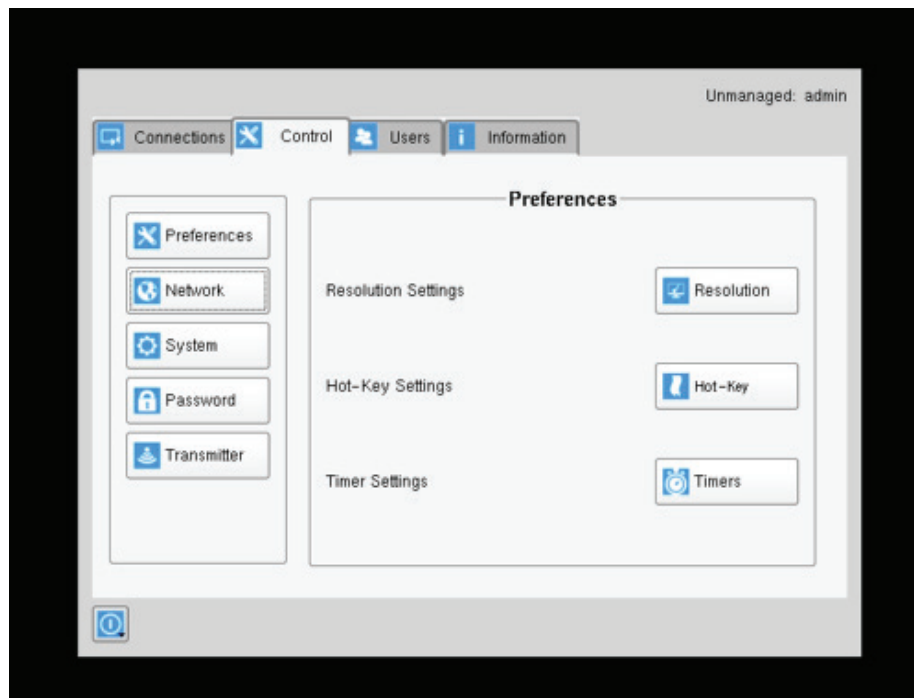 Unmanaged: admin
Connections Control Users Information
Preferences
Preferences
Network
System
Password
Transmitter
Resolution Settings Resolution
Hot-Key Settings Hot-Key
Timer Settings Timers